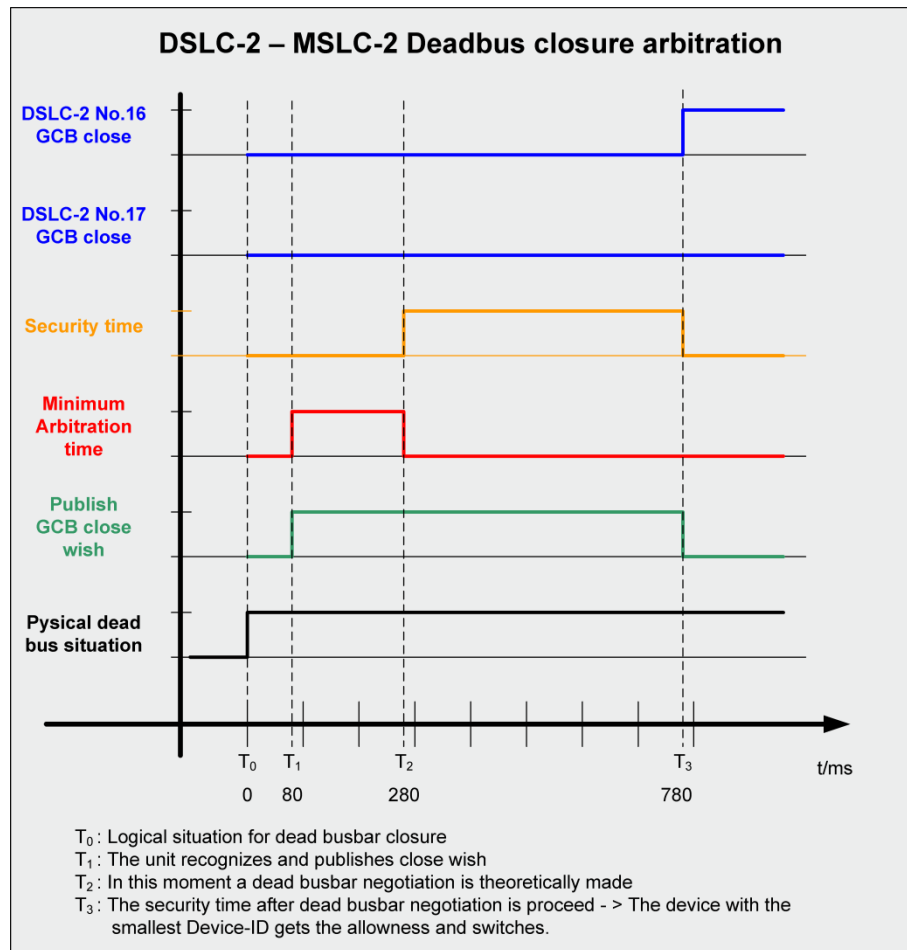 DSLC-2 – MSLC-2 Deadbus closure arbitration
DSLC-2 No.16
GCB close
DSLC-2 No.17
GCB close
Security time
Minimum
Arbitration
time
Publish
GCB close
wish
Pysical dead
bus situation
T0 T1 T2 T3
t/ms
0 80 280 780
T0 : Logical situation for dead busbar closure
T1 : The unit recognizes and publishes close wish
T2 : In this moment a dead busbar negotiation is theoretically made
T3 : The security time after dead busbar negotiation is proceed - > The device with the
smallest Device-ID gets the allowness and switches.